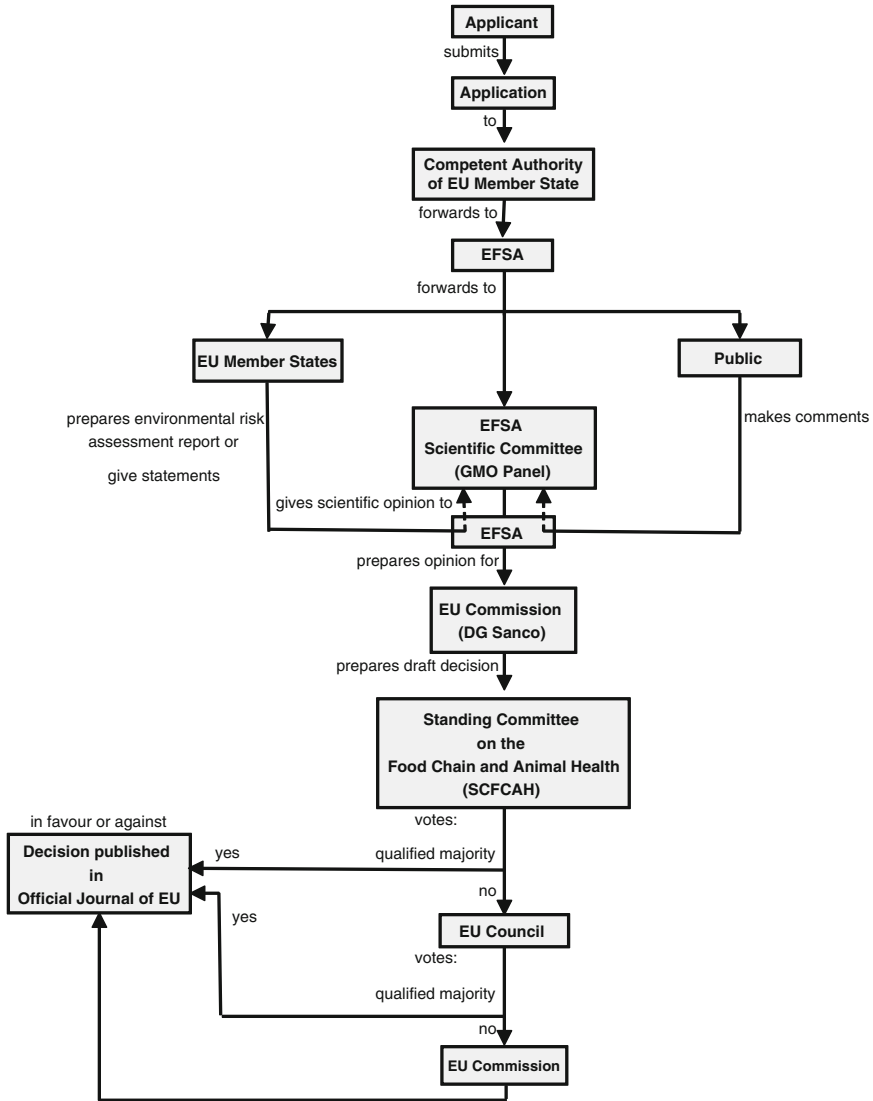 Applicant
submits
Application
to
Competent Authority
of EU Member State
forwards to
EFSA
forwards to
EU Member States
Public
prepares environmental risk
assessment report or
give statements
makes comments
EFSA
Scientific Committee
(GMO Panel)
gives scientific opinion to
EFSA
prepares opinion for
EU Commission
(DG Sanco)
prepares draft decision
Standing Committee
on the
Food Chain and Animal Health
(SCFCAH)
votes:
qualified majority
yes
in favour or against
Decision published
in
Official Journal of EU
no
EU Council
votes:
qualified majority
yes
no
EU Commission